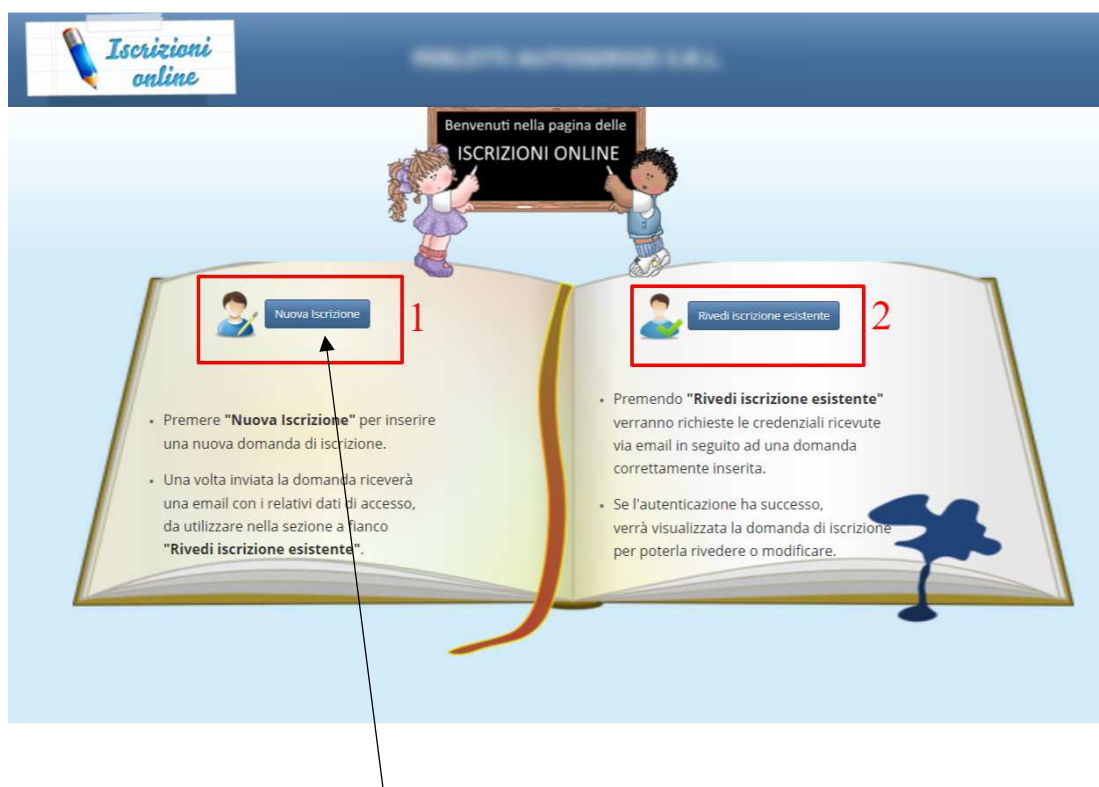 Iscrizioni
online
Benvenuti nella pagina delle
ISCRIZIONI ONLINE
Nuova Iscrizione
1
Premere "Nuova Iscrizione" per inserire
una nuova domanda di iscrizione.
Una volta inviata la domanda riceverà
una email con i relativi dati di accesso,
da utilizzare nella sezione a fianco
"Rivedi iscrizione esistente".
Rivedi iscrizione esistente
2
Premendo "Rivedi iscrizione esistente"
verranno richieste le credenziali ricevute
via email in seguito ad una domanda
correttamente inserita.
Se l'autenticazione ha successo,
verrà visualizzata la domanda di iscrizione
per poterla rivedere o modificare.